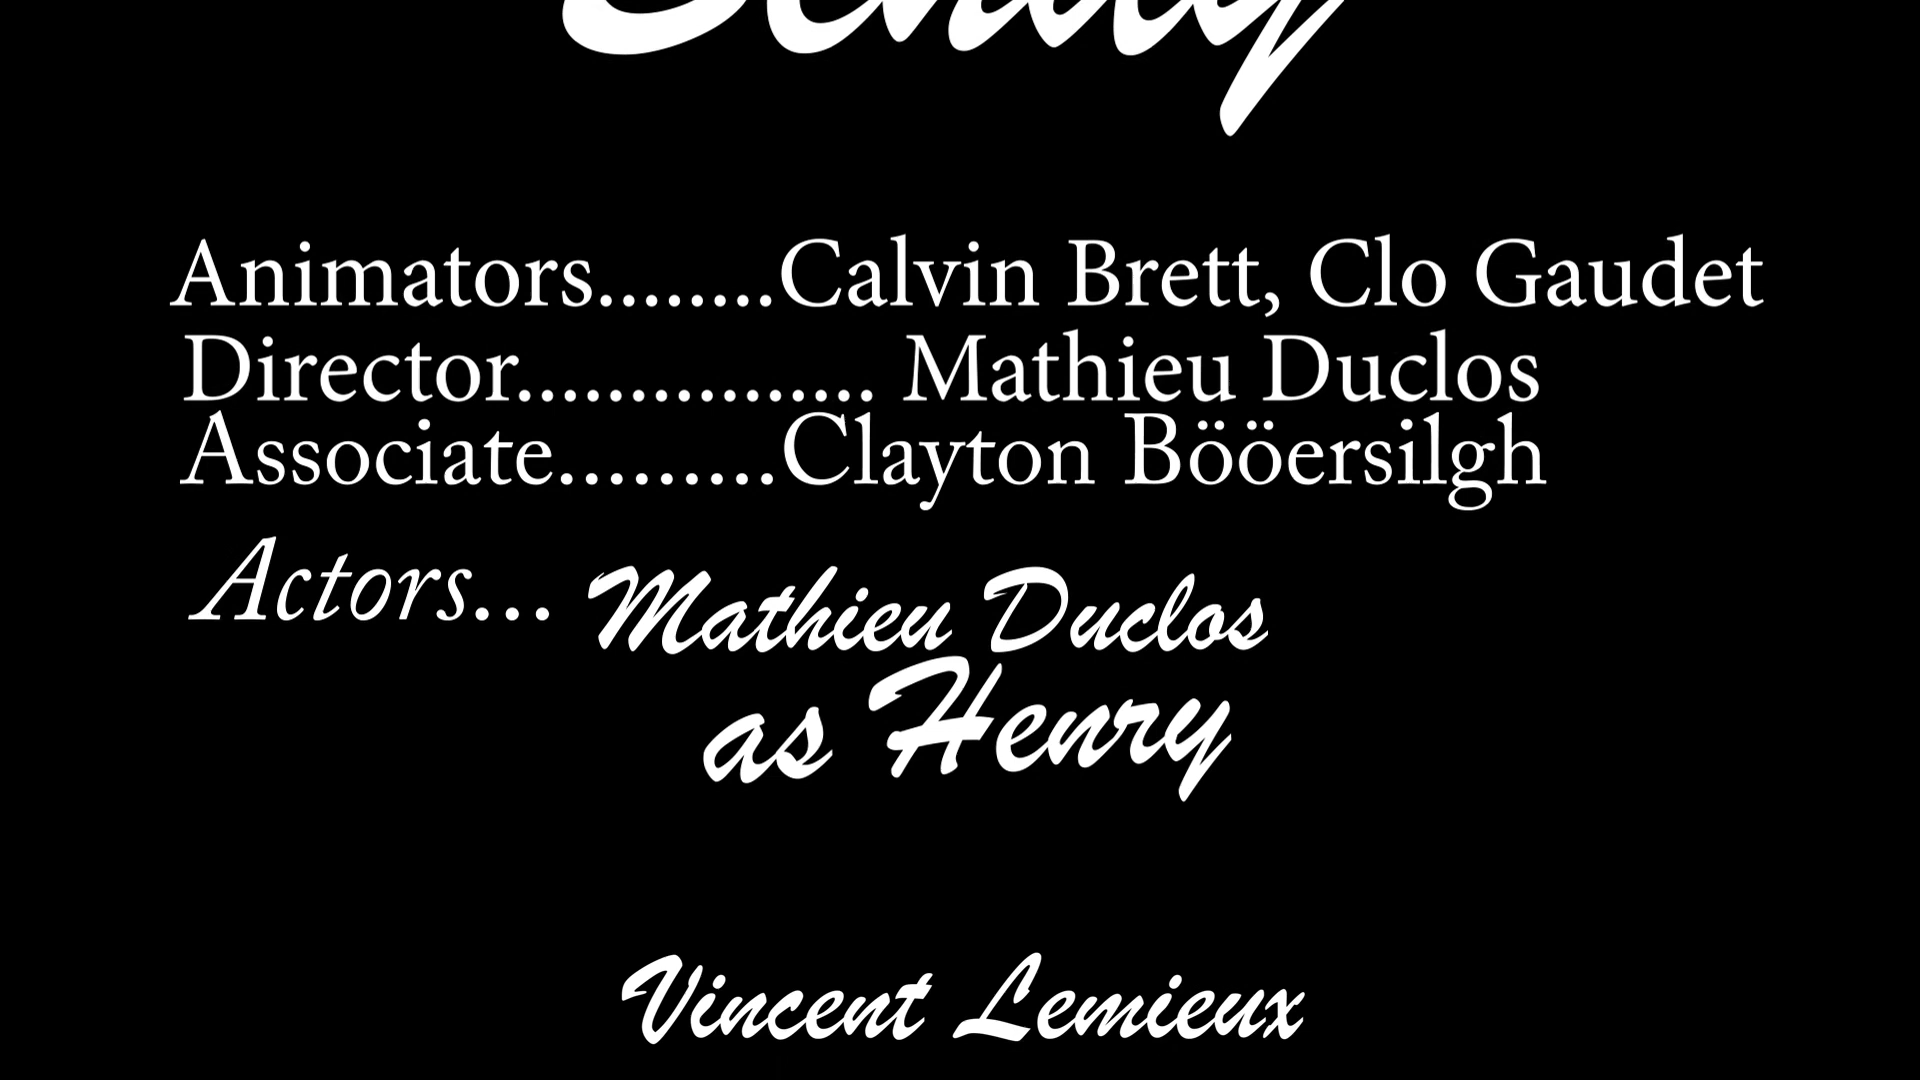 Animators........Calvin Brett, Clo Gaudet
Director................ Mathieu Duclos
Associate.........Clayton Bööersilgh
Actors... Mathieu Duclos
as Henry
Vincent Lemieux